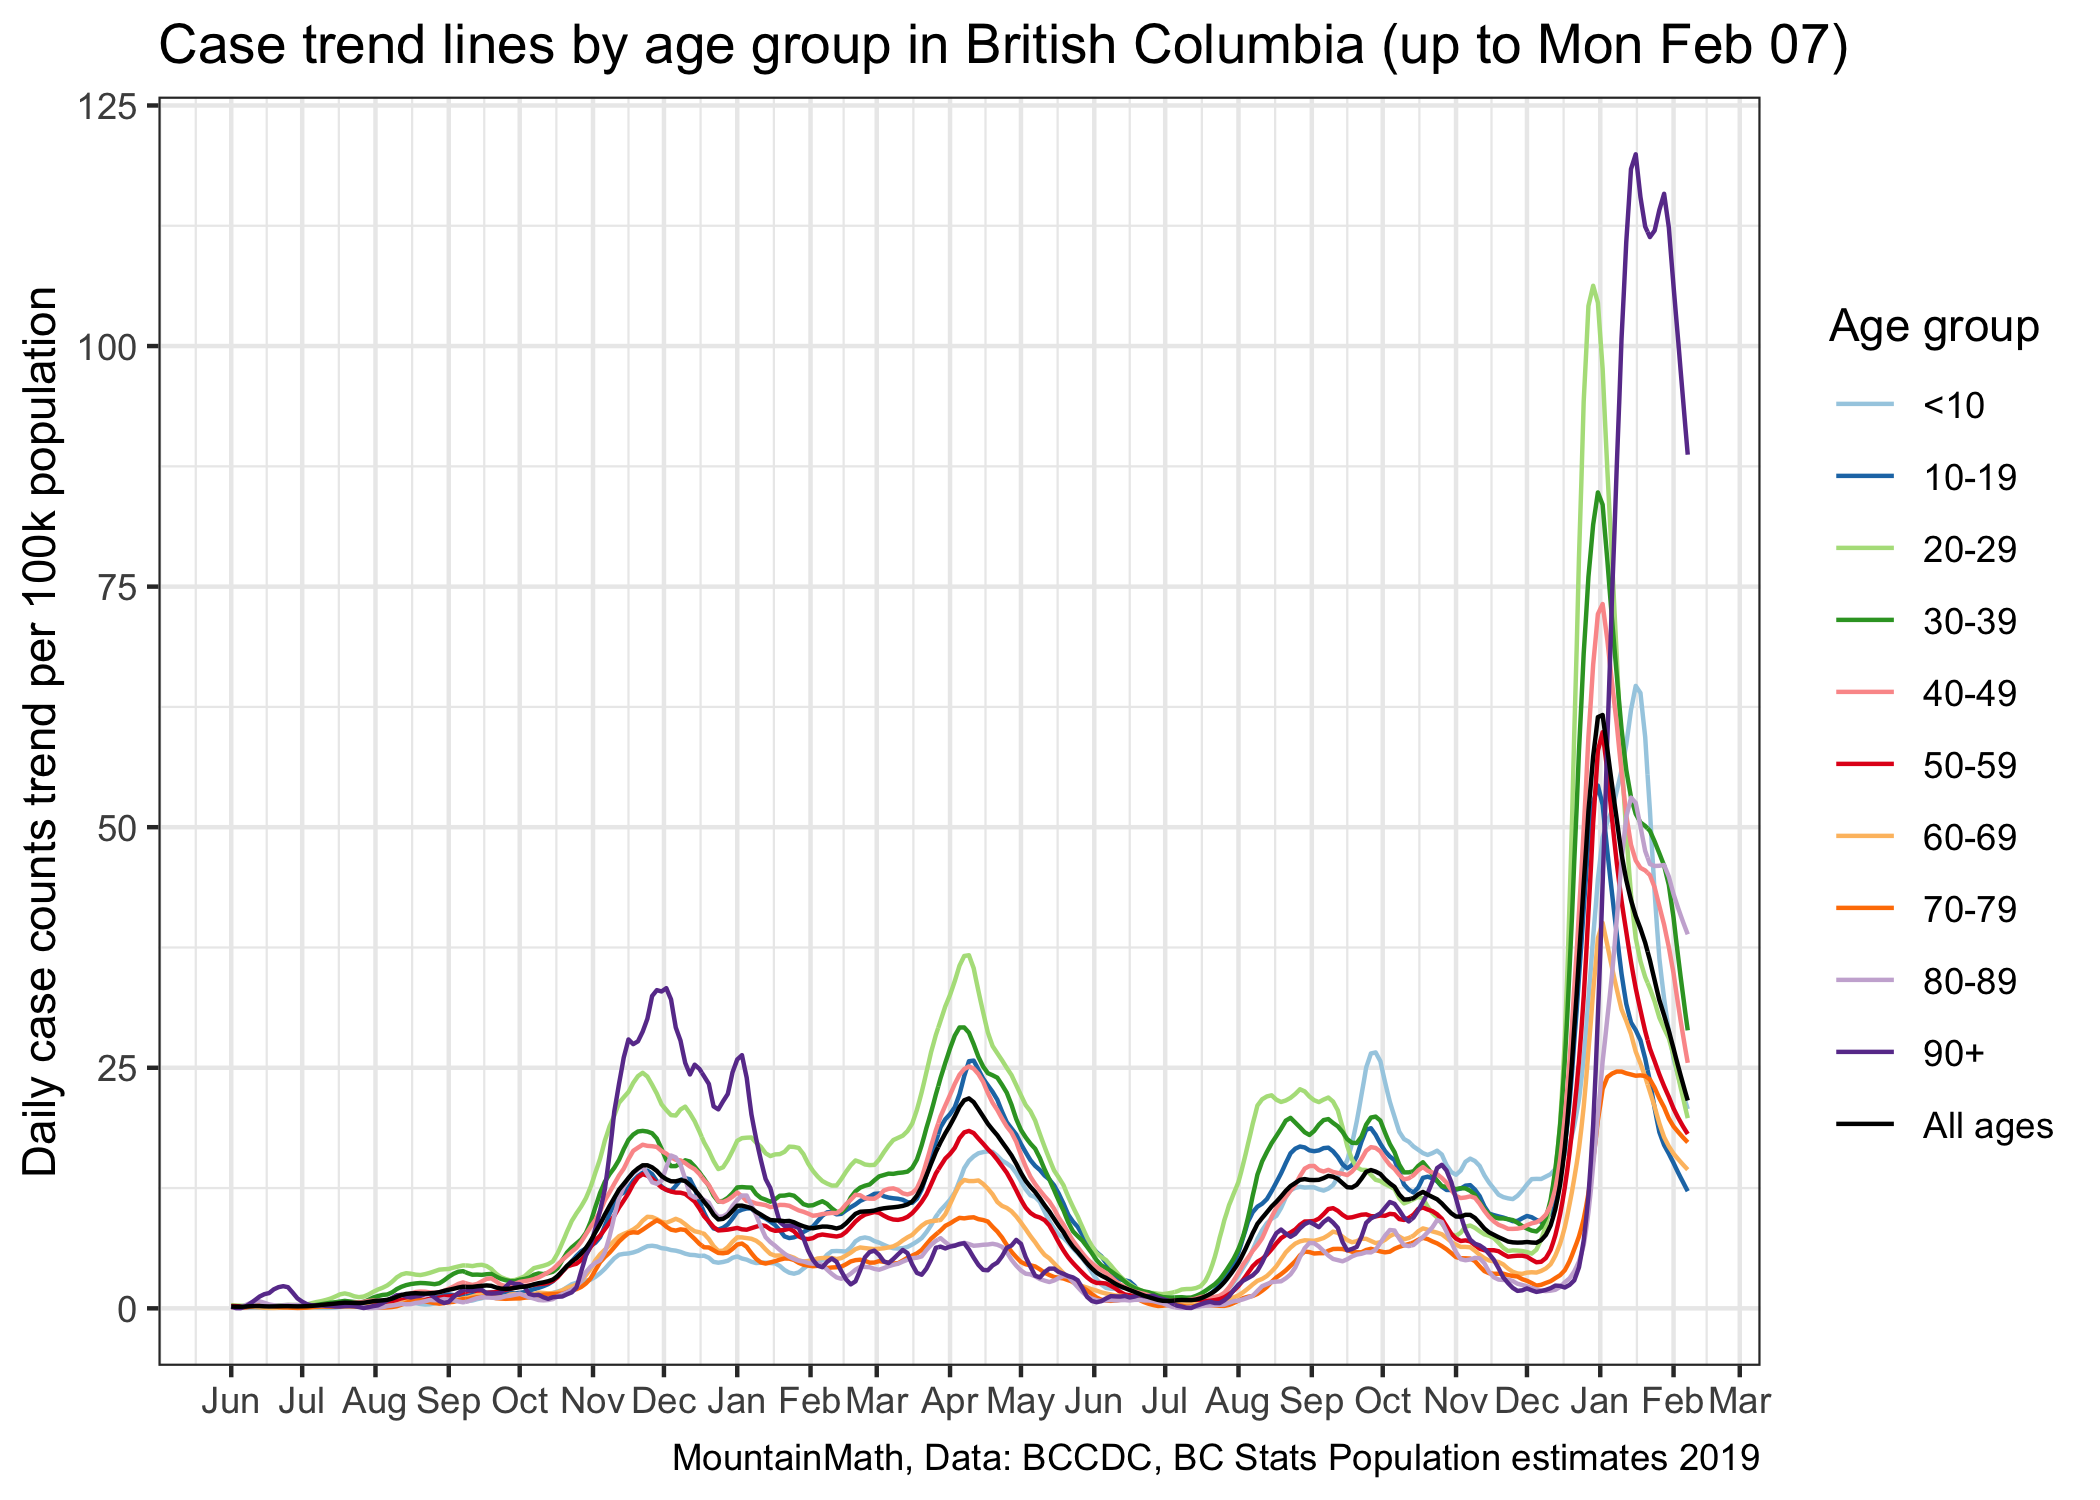 Case trend lines by age group in British Columbia (up to Mon Feb 07)
Daily case counts trend per 100k population
125
100
75
50
25
0
Jun Jul Aug Sep Oct Nov Dec Jan Feb Mar Apr May Jun Jul Aug Sep Oct Nov Dec Jan Feb Mar
Age group
<10
10-19
20-29
30-39
40-49
50-59
60-69
70-79
80-89
90+
All ages
MountainMath, Data: BCCDC, BC Stats Population estimates 2019